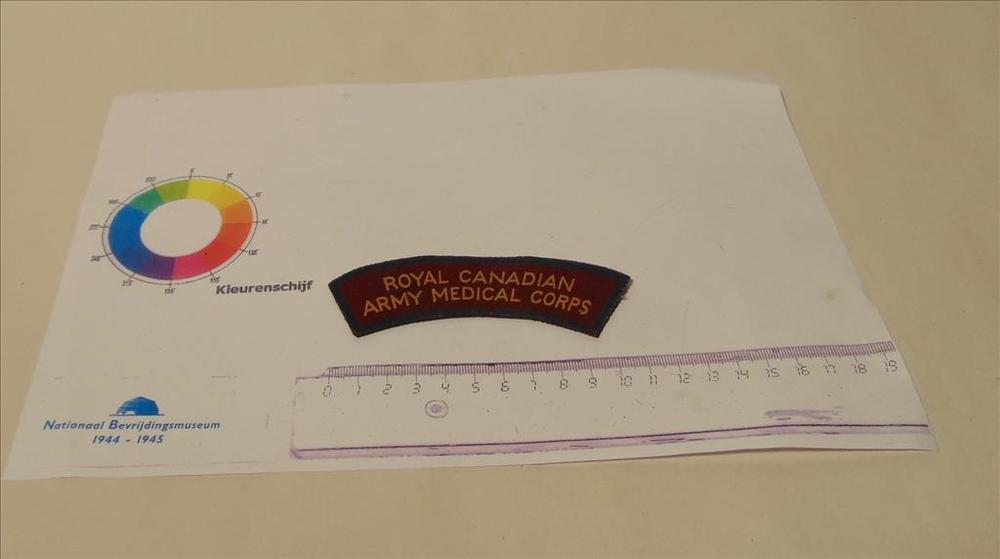 Kleurenschijf
ROYAL CANADIAN
ARMY MEDICAL CORPS
0 1 2 3 4 5 6 7 8 9 10 11 12 13 14 15 16 17 18 19
Nationaal Bevrijdingsmuseum
1944 - 1945